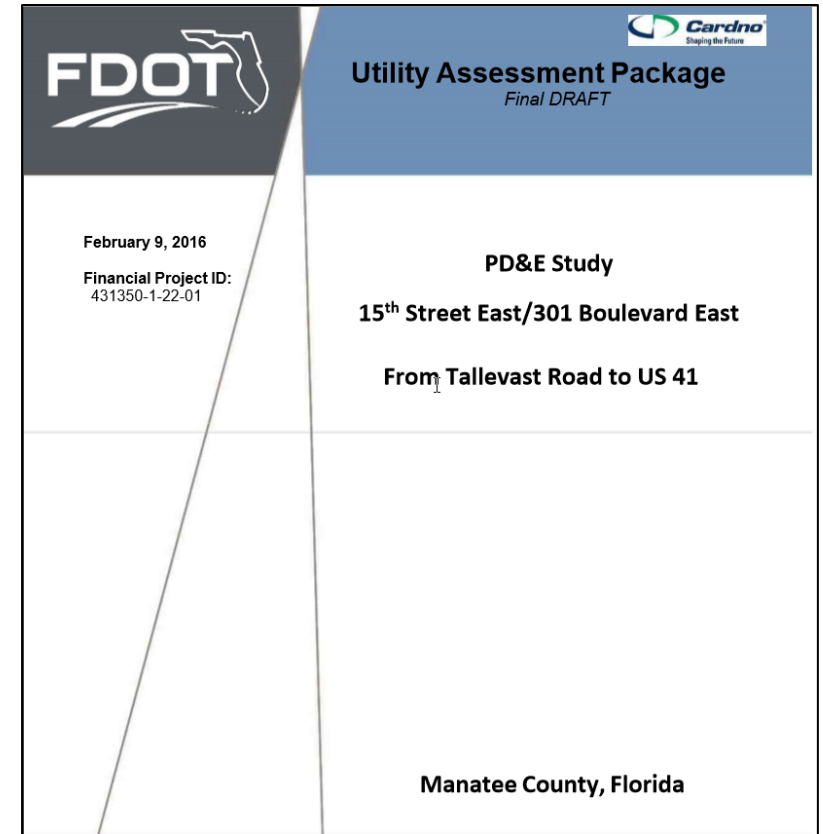 FDOT
Cardno
Shaping the Future
Utility Assessment Package
Final DRAFT
February 9, 2016
Financial Project ID:
431350-1-22-01
PD&E Study
15th Street East/301 Boulevard East
From Tallevast Road to US 41
Manatee County, Florida